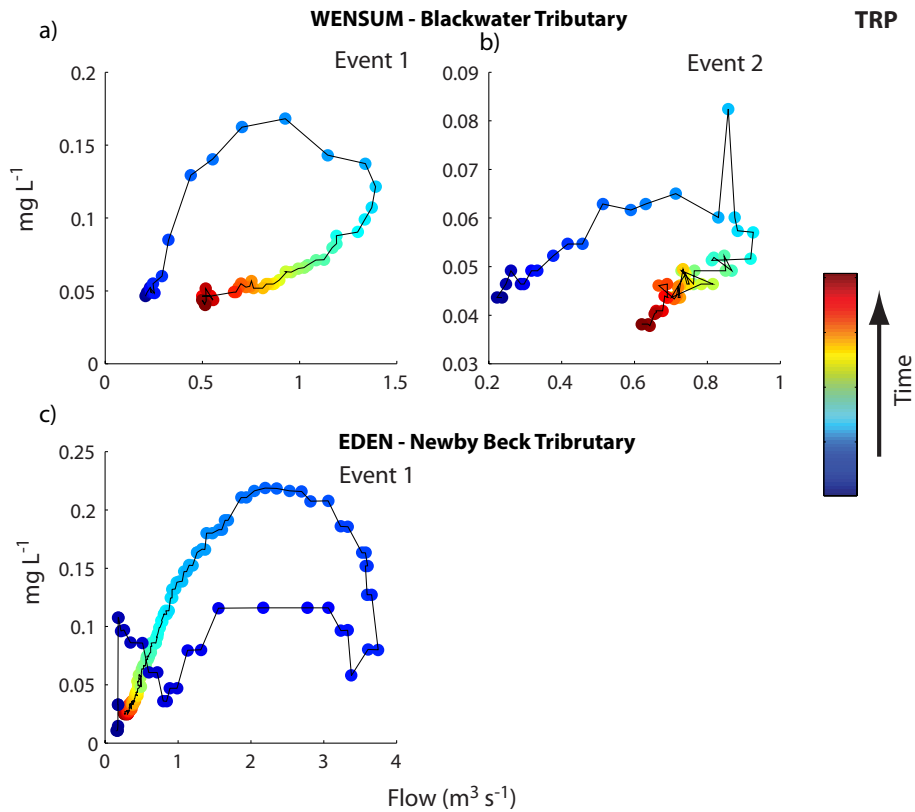 WENSUM - Blackwater Tributary
TRP
a)
Event 1
b)
Event 2
0.2
0.15
0.1
0.05
0
mg L-1
0
0.5
1
1.5
0.09
0.08
0.07
0.06
0.05
0.04
0.03
0.2
0.4
0.6
0.8
1
Time
c)
EDEN - Newby Beck Tribrutary
Event 1
0.25
0.2
0.15
0.1
0.05
0
mg L-1
0
1
2
3
4
Flow (m3 s-1)